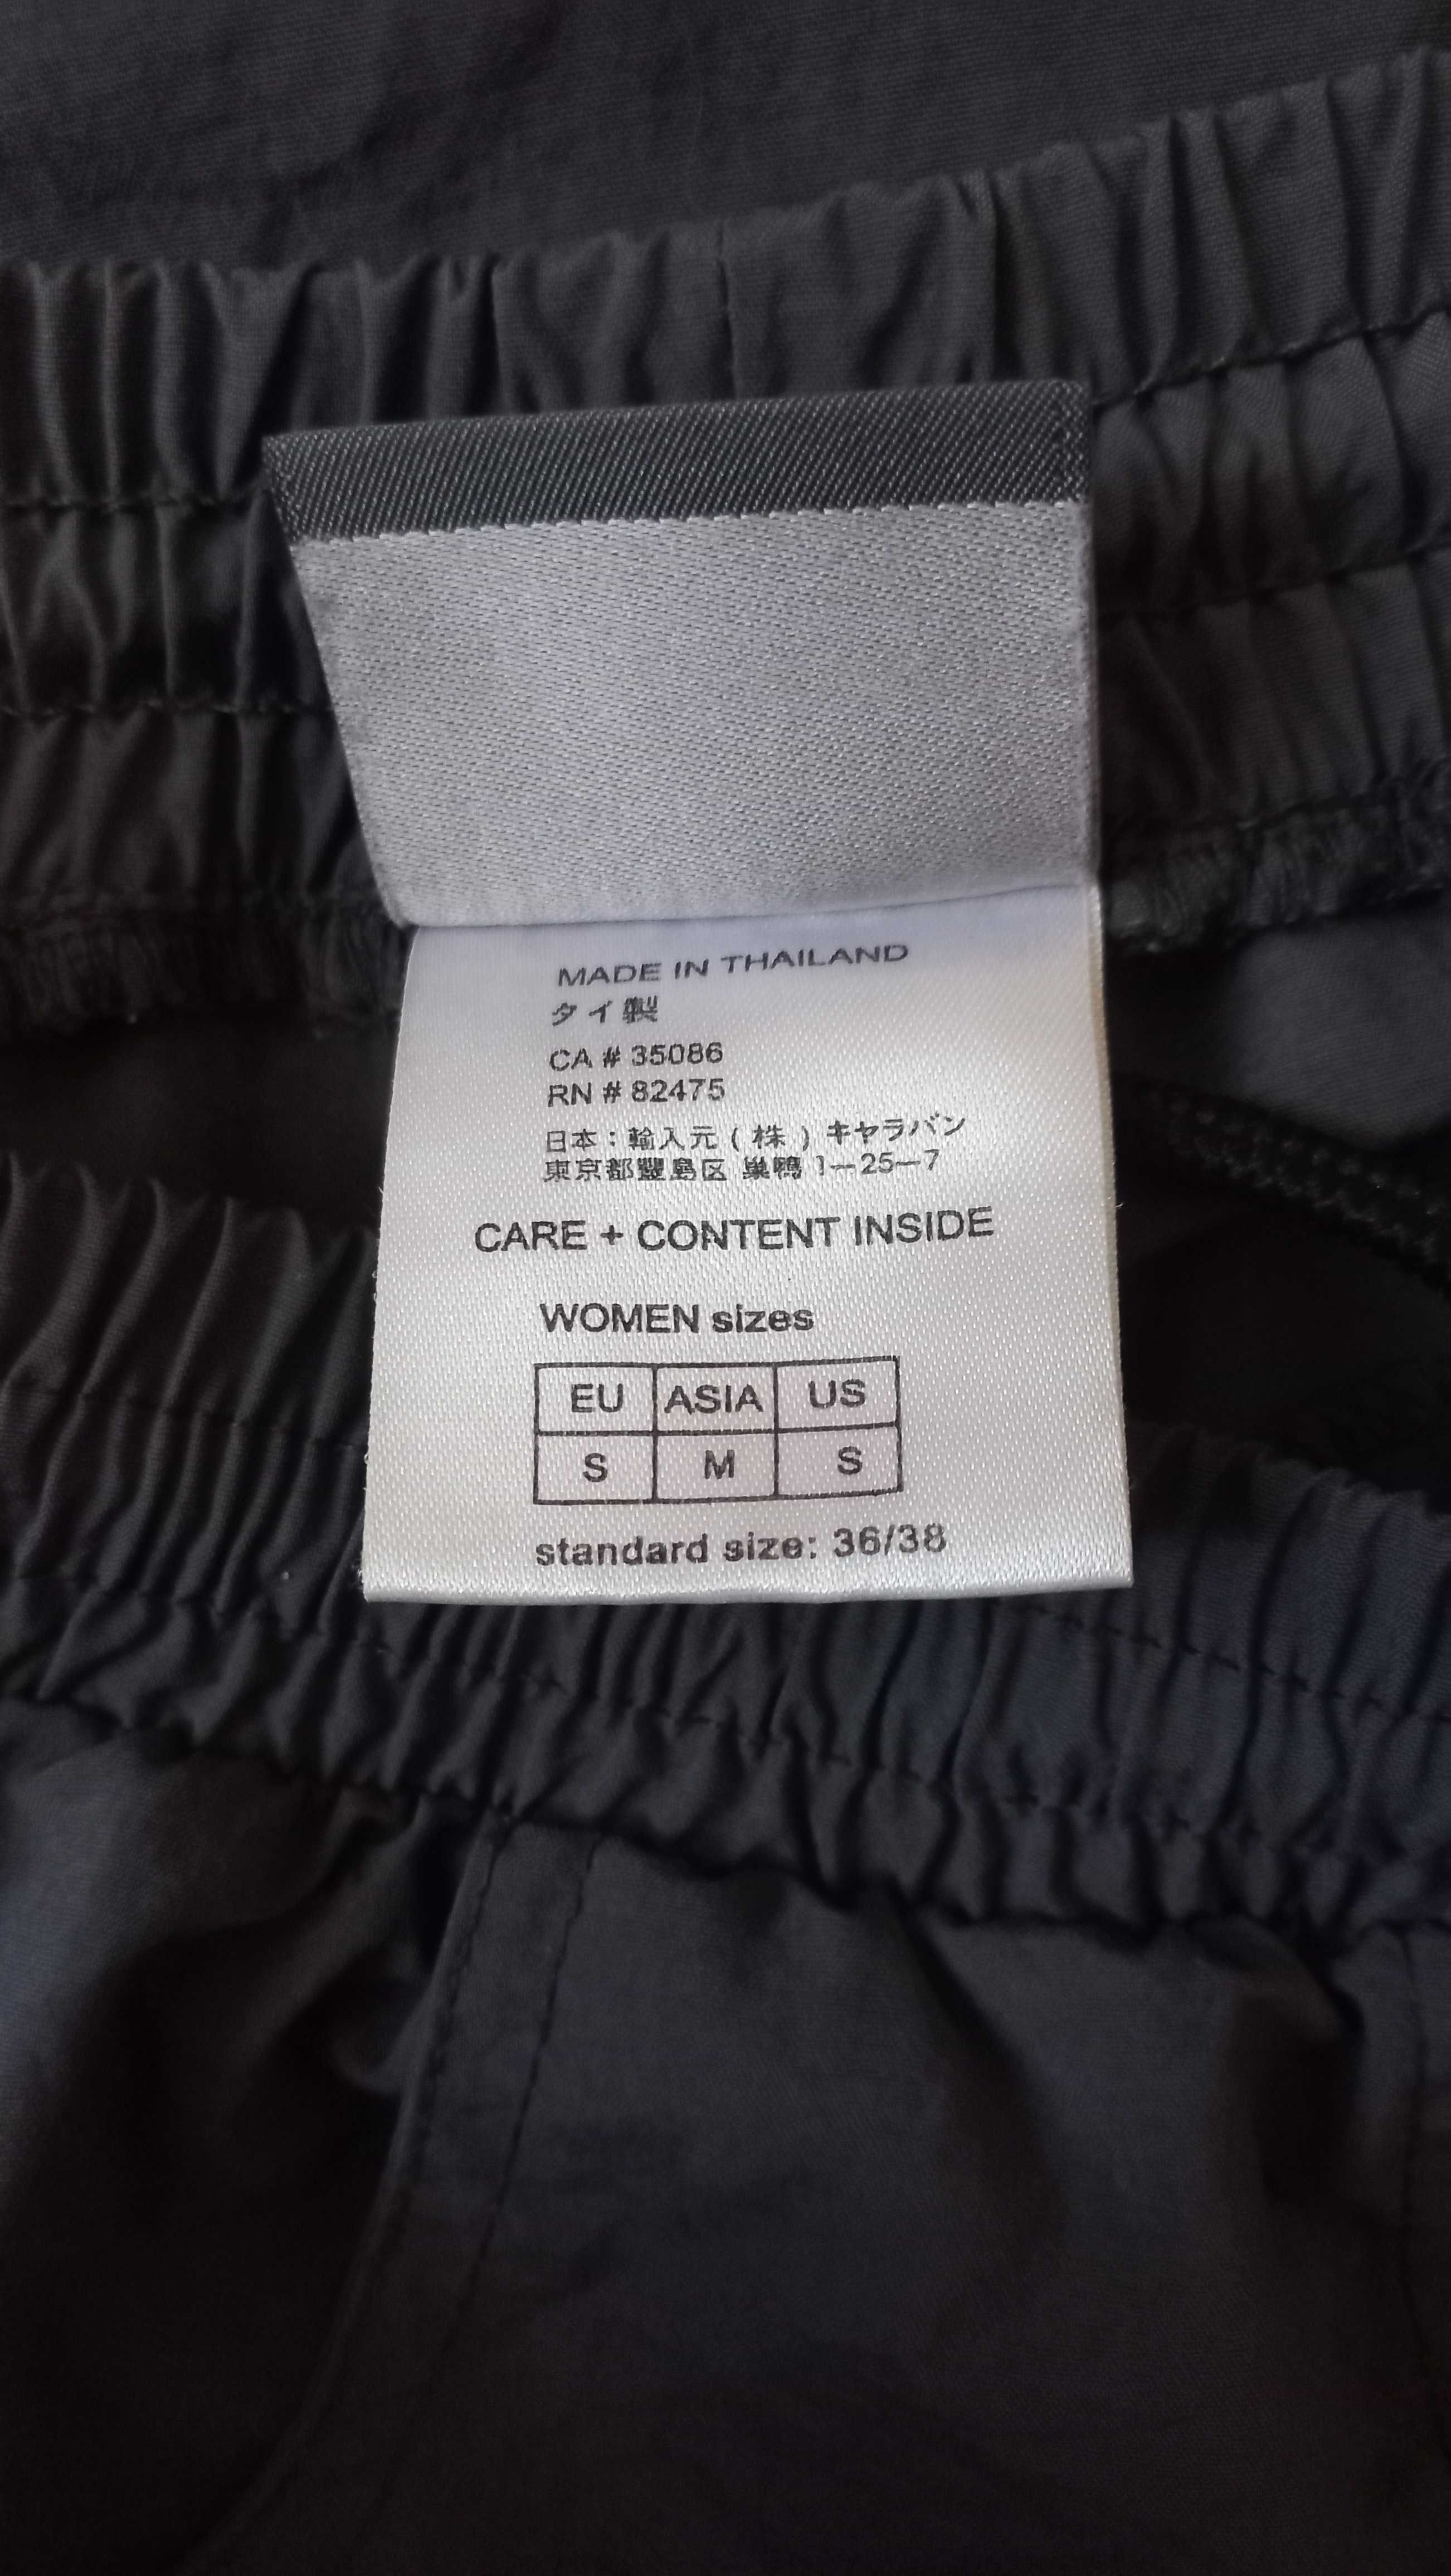 MADE IN THAILAND
タイ製
CA # 35086
RN # 82475
日本：輸入元（株）キャラバン
東京都豐島区 巣鴨 1-25-7
CARE + CONTENT INSIDE
WOMEN sizes
EU ASIA US
S M S
standard size: 36/38